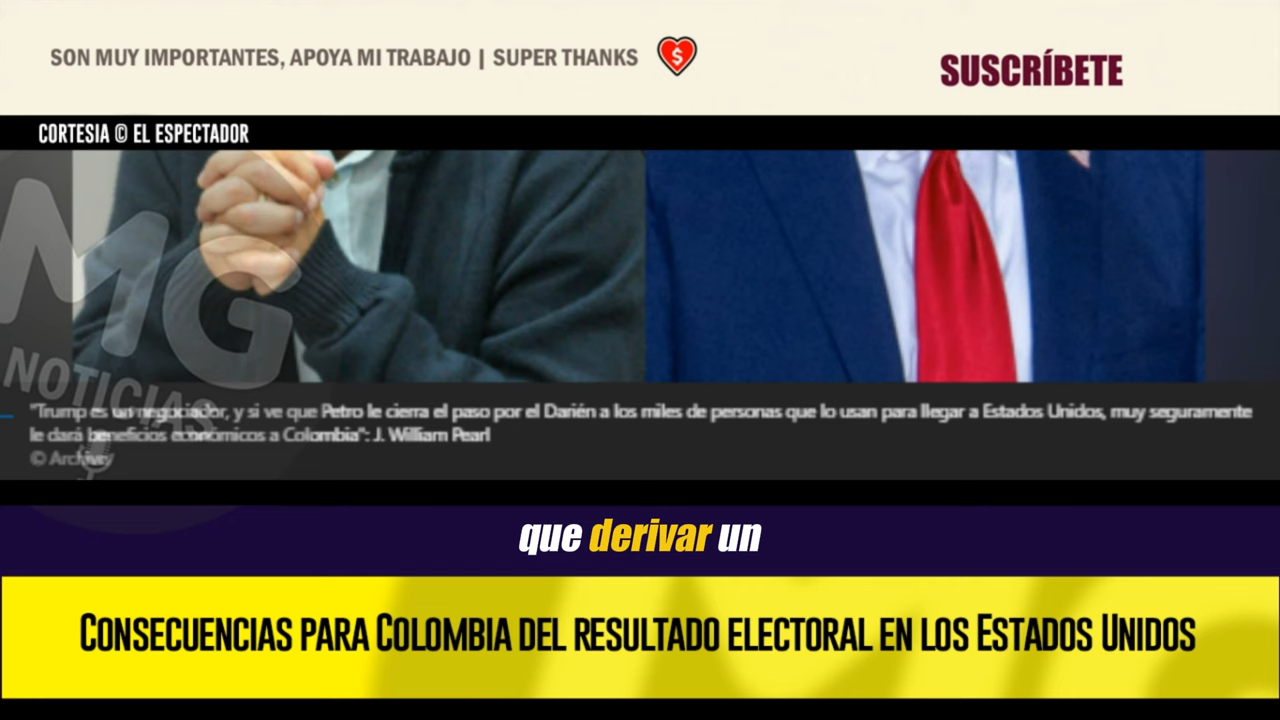 SON MUY IMPORTANTES, APOYA MI TRABAJO | SUPER THANKS $
SUSCRÍBETE
CORTESIA © EL ESPECTADOR
MG
NOTICIAS
"Trump es un negociador, y si ve que Petro le cierra el paso por el Darién a los miles de personas que lo usan para llegar a Estados Unidos, muy seguramente
le dará beneficios económicos a Colombia": J. William Pearl
© Archivo
que derivar un
CONSECUENCIAS PARA COLOMBIA DEL RESULTADO ELECTORAL EN LOS ESTADOS UNIDOS